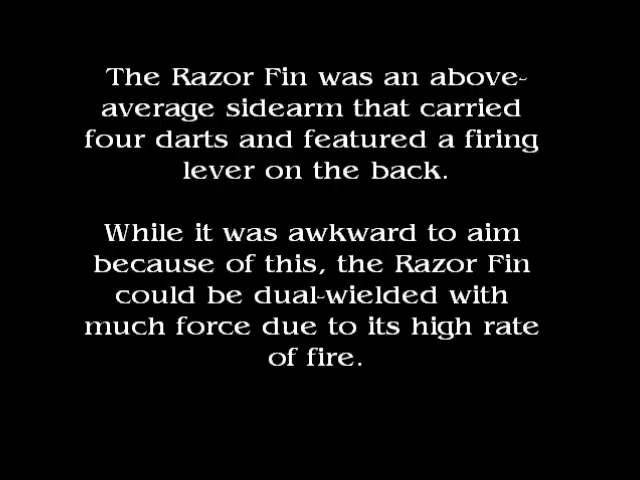 The Razor Fin was an above-
average sidearm that carried
four darts and featured a firing
lever on the back.
While it was awkward to aim
because of this, the Razor Fin
could be dual-wielded with
much force due to its high rate
of fire.